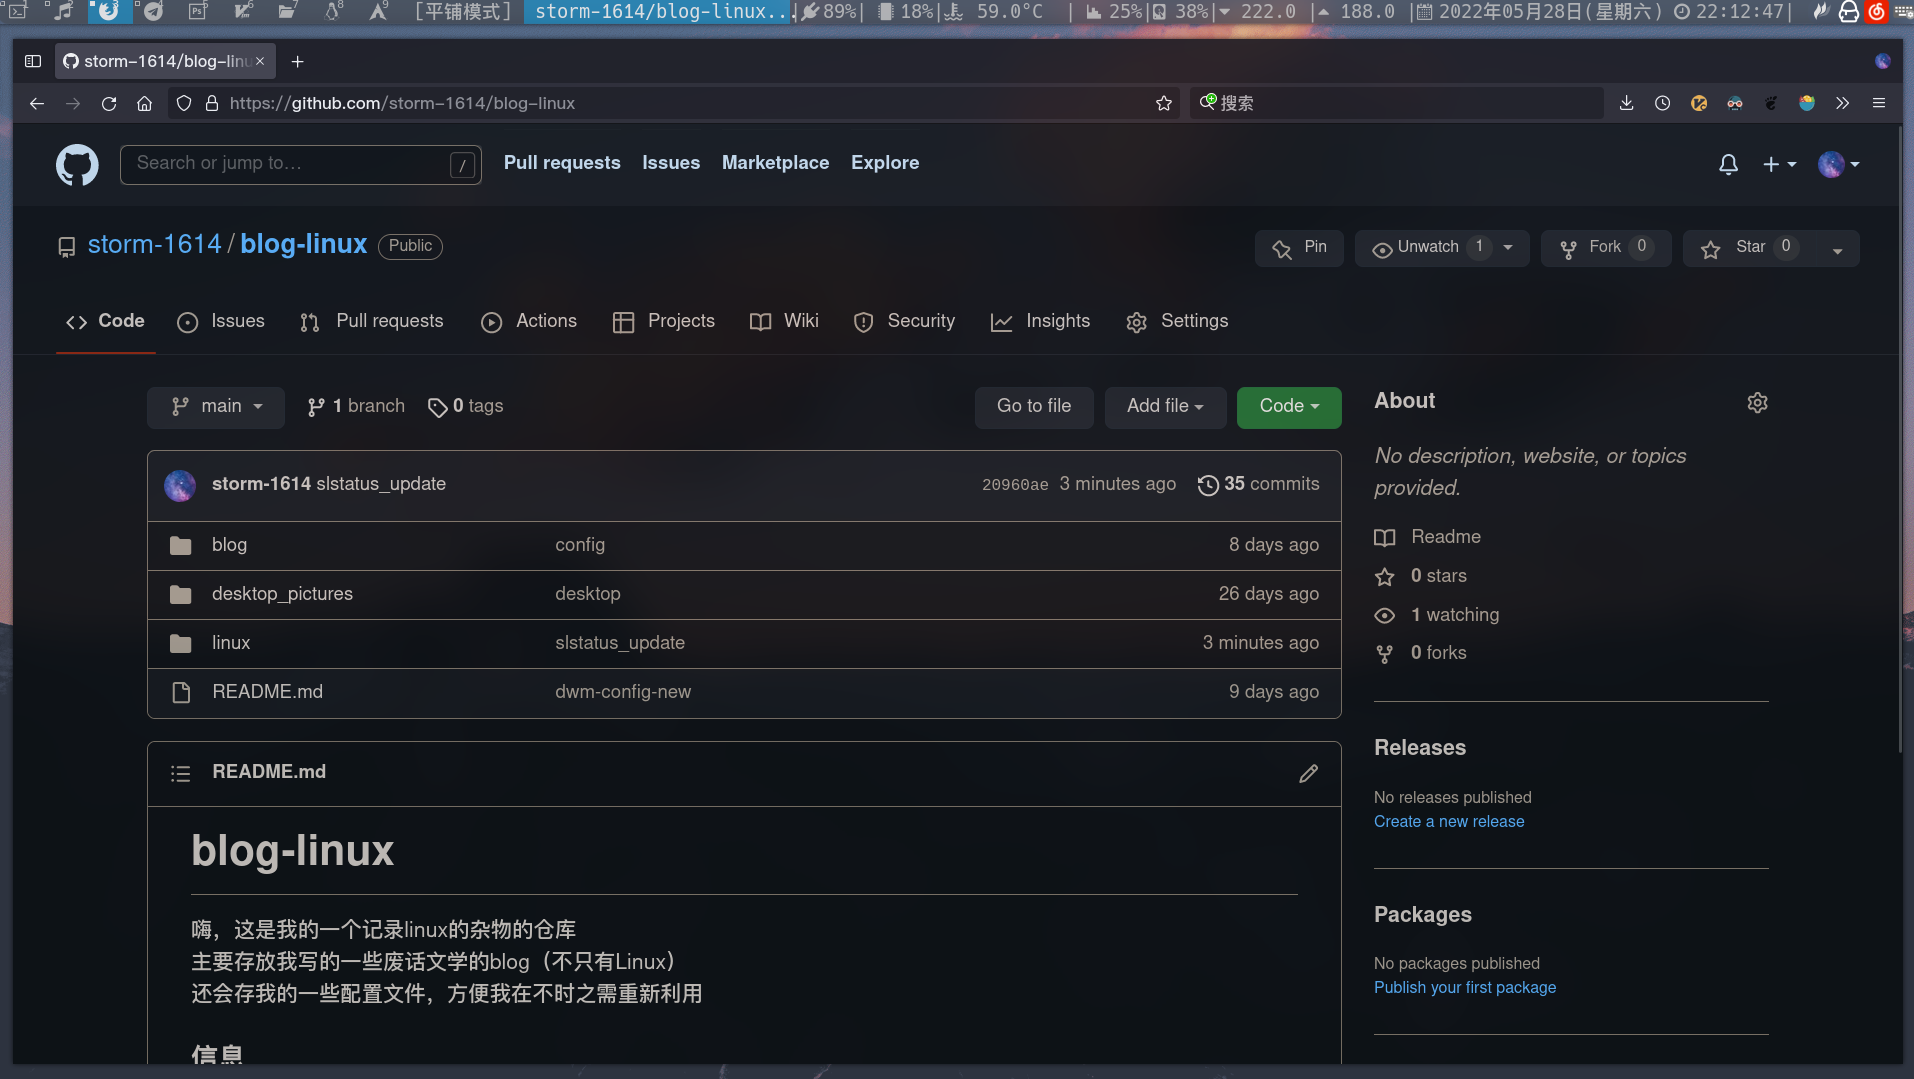 1 2 3 4 5 6 7 8 9 [平铺模式] storm-1614/blog-linux... 89%| 18%| 59.0°C | 25%| 38%| 222.0 | 188.0 | 2022年05月28日(星期六) 22:12:47|
storm-1614/blog-linu
https://github.com/storm-1614/blog-linux 搜索
Search or jump to… / Pull requests Issues Marketplace Explore
storm-1614 / blog-linux Public Pin Unwatch 1 Fork 0 Star 0
Code Issues Pull requests Actions Projects Wiki Security Insights Settings
main 1 branch 0 tags Go to file Add file Code
storm-1614 slstatus_update 20960ae 3 minutes ago 35 commits
blog config 8 days ago
desktop_pictures desktop 26 days ago
linux slstatus_update 3 minutes ago
README.md dwm-config-new 9 days ago
README.md
blog-linux
嗨，这是我的一个记录linux的杂物的仓库
主要存放我写的一些废话文学的blog（不只有Linux）
还会存我的一些配置文件，方便我在不时之需重新利用
信息
About
No description, website, or topics
provided.
Readme
0 stars
1 watching
0 forks
Releases
No releases published
Create a new release
Packages
No packages published
Publish your first package